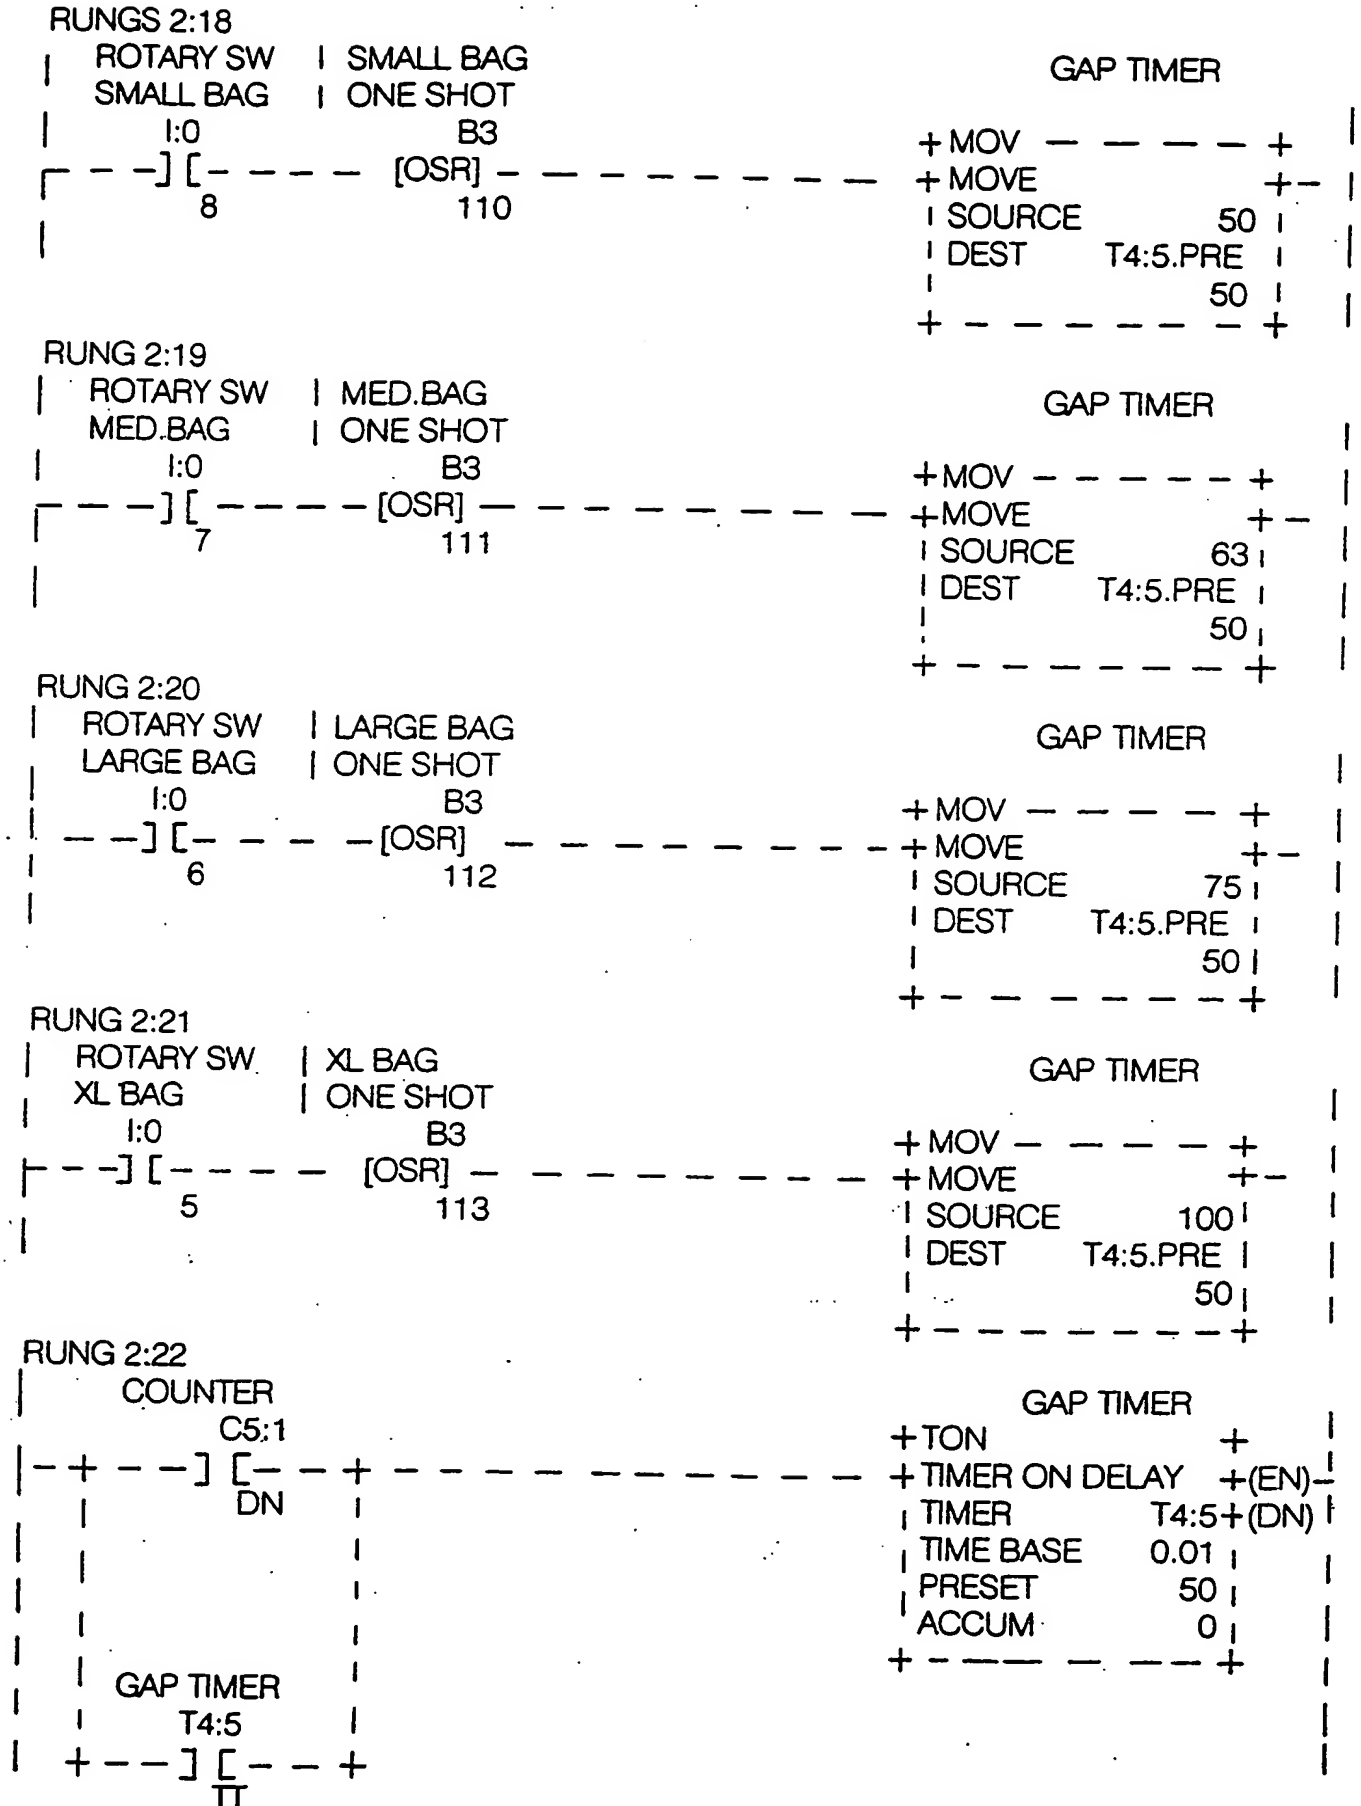 RUNGS 2:18
ROTARY SW | SMALL BAG
SMALL BAG | ONE SHOT
GAP TIMER
I:0 B3
+MOV - - - - +
- - -] [- - - - [OSR] - - - - - - - - +MOVE +-
8 110
SOURCE 50
DEST T4:5.PRE
50
+ - - - - - - +
RUNG 2:19
ROTARY SW | MED.BAG
MED.BAG | ONE SHOT
GAP TIMER
I:0 B3
+MOV - - - - - +
- - - -] [- - - - -[OSR] - - - - - - - - +MOVE +-
7 111
SOURCE 63
DEST T4:5.PRE
50
+ - - - - - - +
RUNG 2:20
ROTARY SW | LARGE BAG
LARGE BAG | ONE SHOT
GAP TIMER
I:0 B3
+MOV - - - - - +
- -] [- - - -[OSR] - - - - - - - -+MOVE +-
6 112
SOURCE 75
DEST T4:5.PRE
50
+ - - - - - - +
RUNG 2:21
ROTARY SW | XL BAG
XL BAG | ONE SHOT
GAP TIMER
I:0 B3
+MOV - - - - - +
- - -] [- - - - [OSR] - - - - - - - - +MOVE +-
5 113
SOURCE 100
DEST T4:5.PRE
50
+ - - - - - - - +
RUNG 2:22
COUNTER
GAP TIMER
C5:1
+TON +
-+ - - -] [- - + - - - - - - - - - - +TIMER ON DELAY +(EN)-
DN
TIMER T4:5+(DN)
TIME BASE 0.01
PRESET 50
ACCUM 0
+ - - - - - - +
GAP TIMER
T4:5
+ - - -] [- - - +
TT